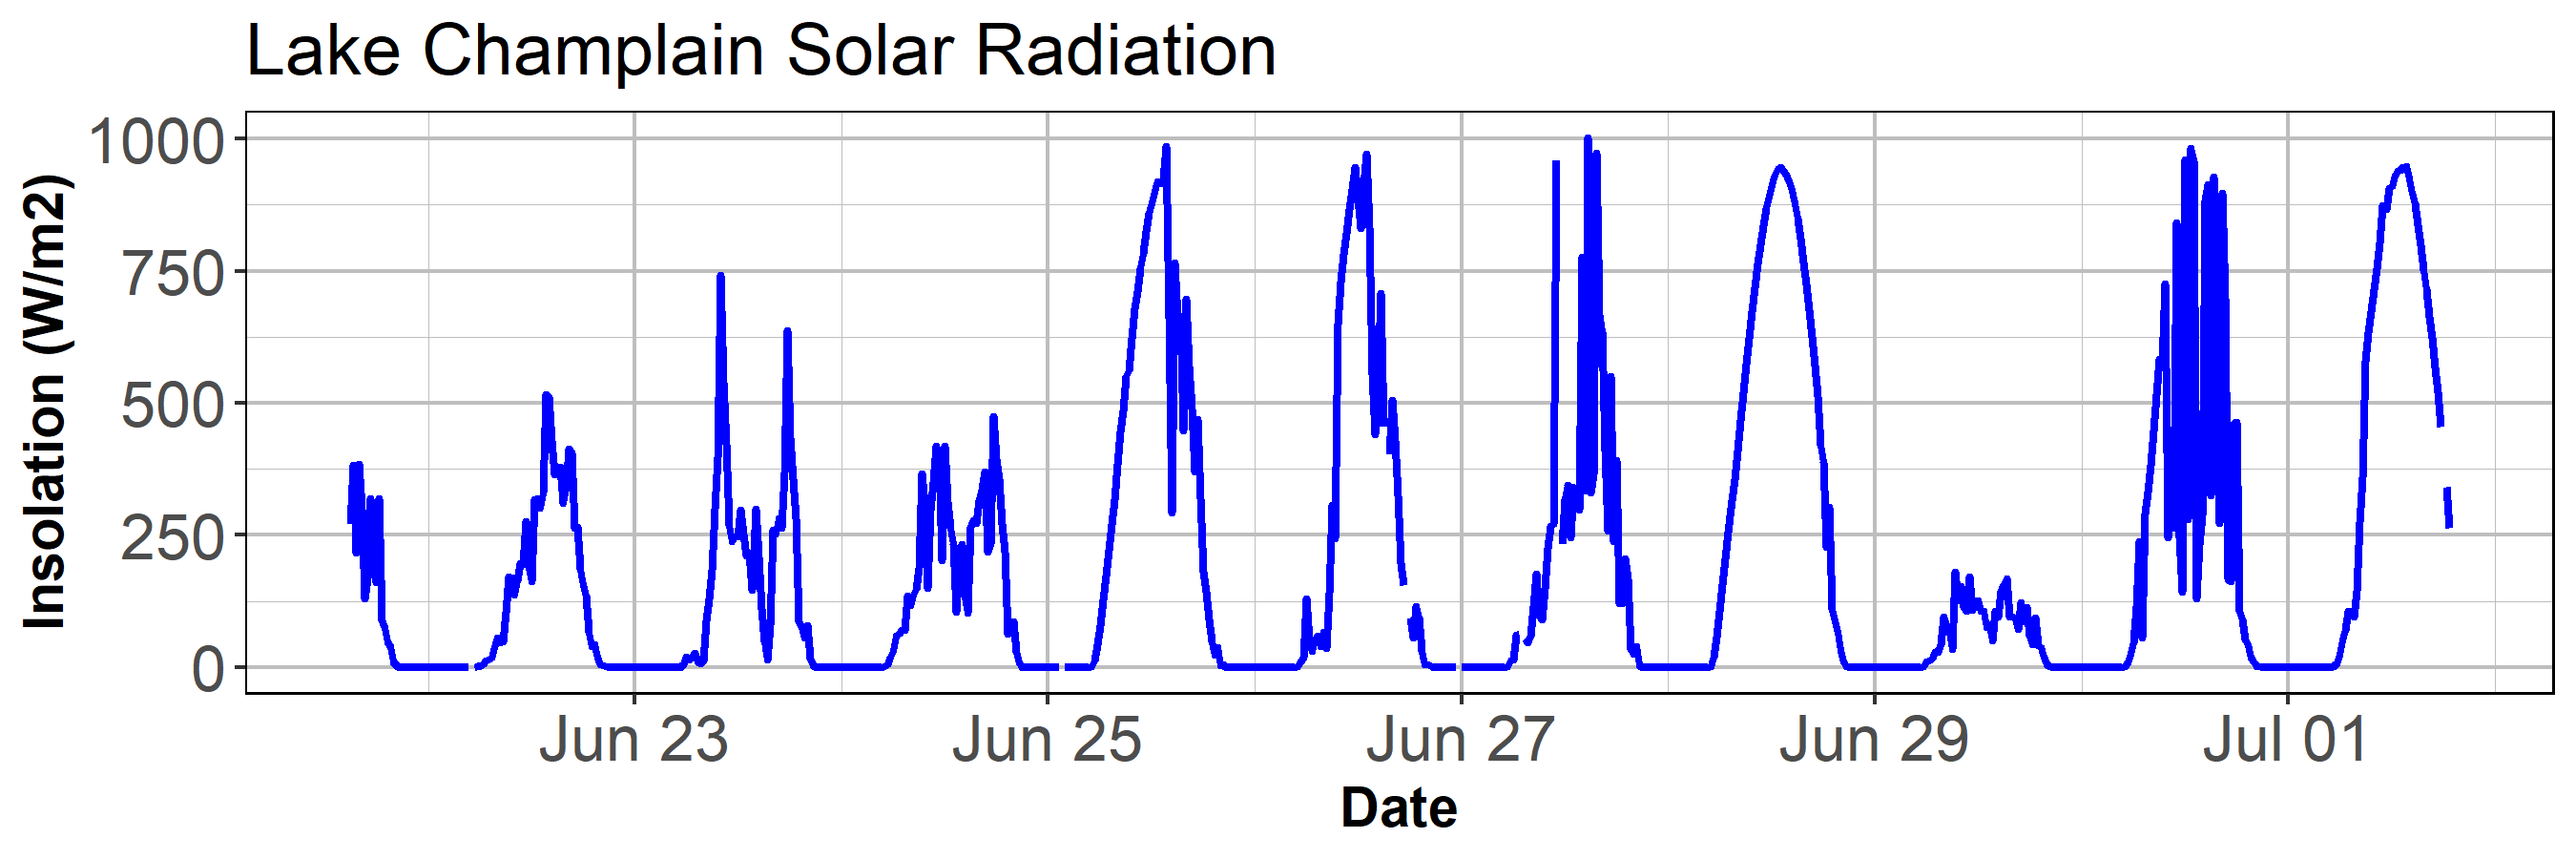 Lake Champlain Solar Radiation
Insolation (W/m2)
1000
750
500
250
0
Jun 23 Jun 25 Jun 27 Jun 29 Jul 01
Date